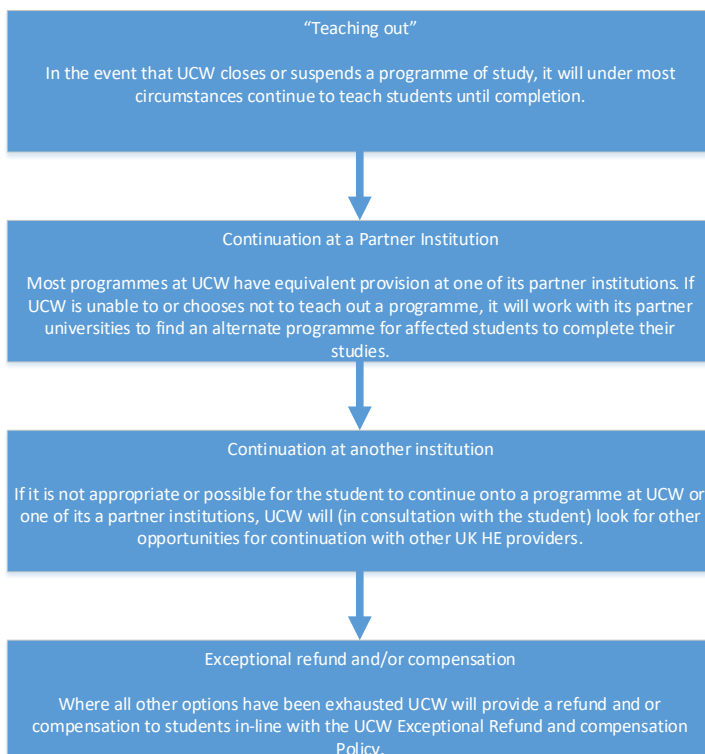 “Teaching out”
In the event that UCW closes or suspends a programme of study, it will under most
circumstances continue to teach students until completion.
Continuation at a Partner Institution
Most programmes at UCW have equivalent provision at one of its partner institutions. If
UCW is unable to or chooses not to teach out a programme, it will work with its partner
universities to find an alternate programme for affected students to complete their
studies.
Continuation at another institution
If it is not appropriate or possible for the student to continue onto a programme at UCW or
one of its a partner institutions, UCW will (in consultation with the student) look for other
opportunities for continuation with other UK HE providers.
Exceptional refund and/or compensation
Where all other options have been exhausted UCW will provide a refund and or
compensation to students in-line with the UCW Exceptional Refund and compensation
Policy.